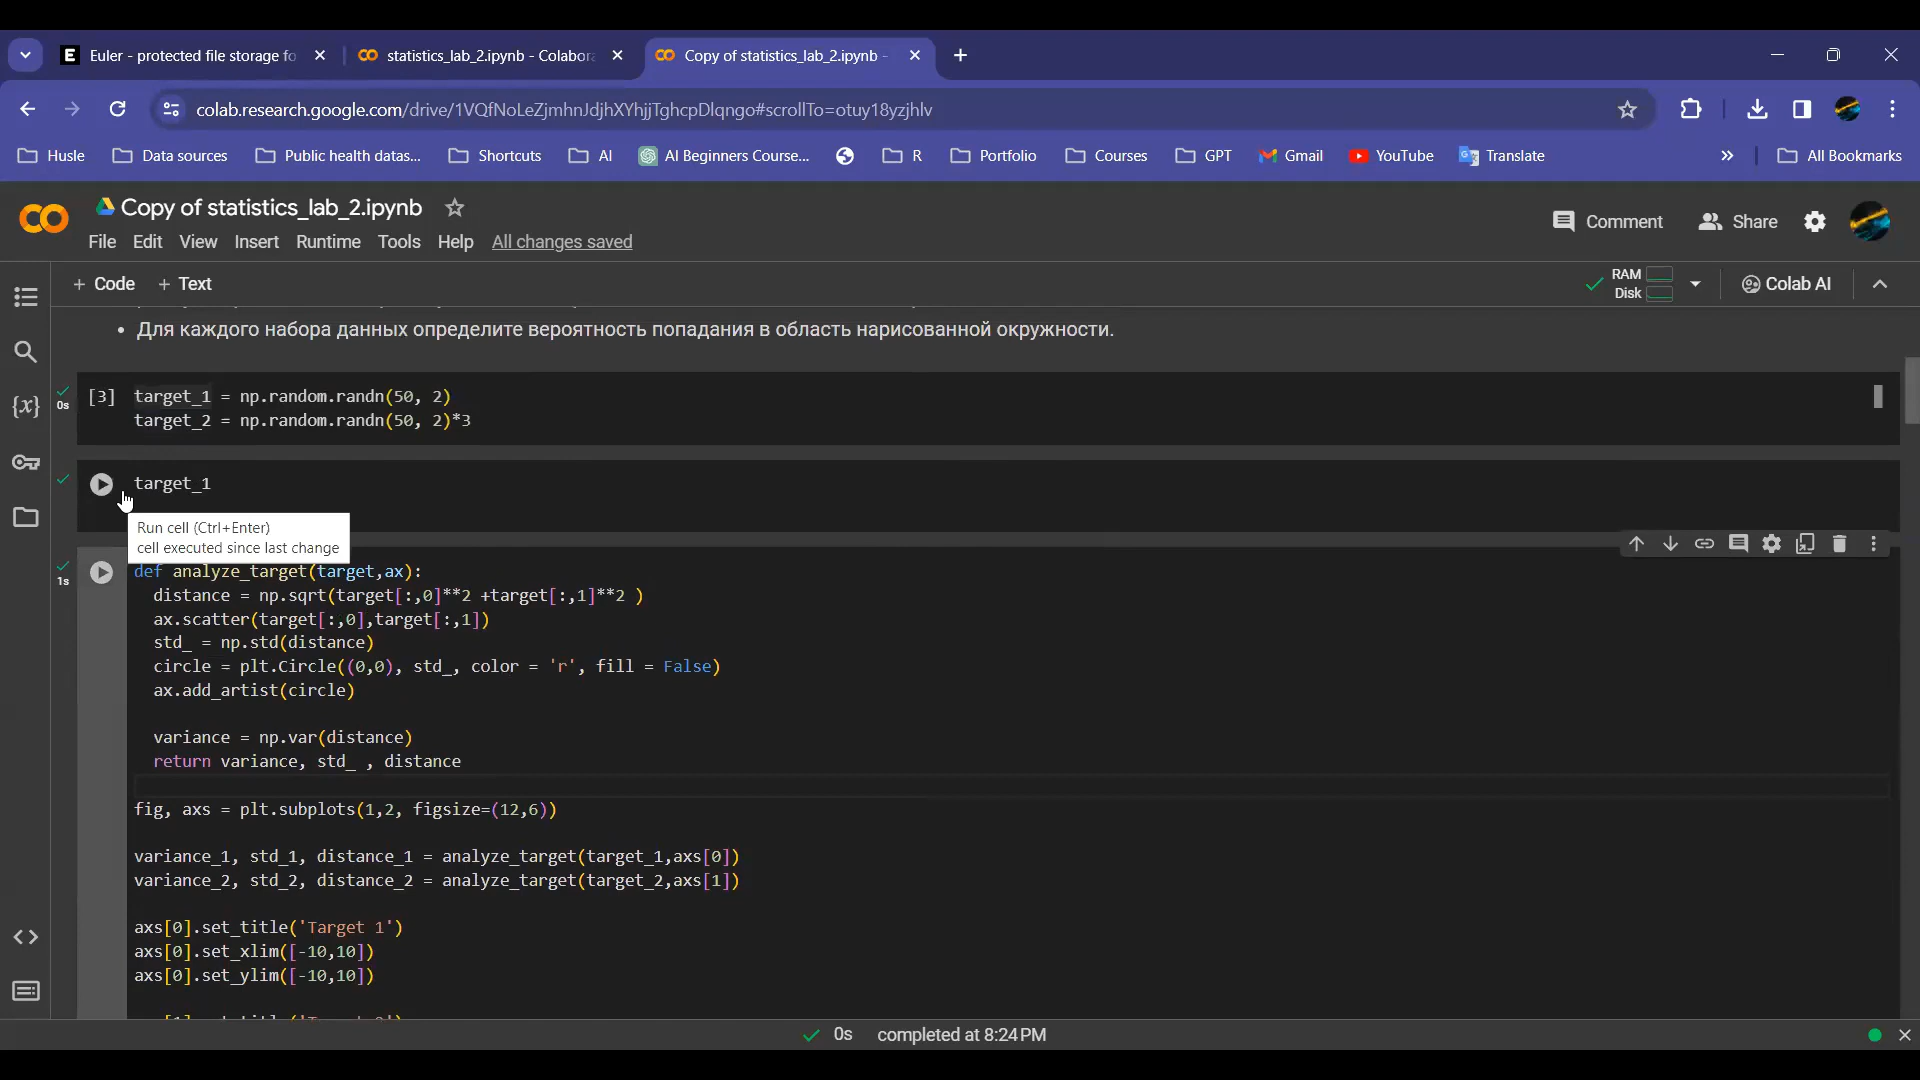 Euler - protected file storage fo
statistics_lab_2.ipynb - Colabor
Copy of statistics_lab_2.ipynb -
colab.research.google.com/drive/1VQfNoLeZjmhnJdjhXYhjjTghcpDlqngo#scrollTo=otuy18yzjhlv
Husle
Data sources
Public health datas...
Shortcuts
AI
AI Beginners Course...
R
Portfolio
Courses
GPT
Gmail
YouTube
Translate
All Bookmarks
Copy of statistics_lab_2.ipynb
File Edit View Insert Runtime Tools Help All changes saved
Comment
Share
+ Code + Text
RAM
Disk
Colab AI
• Для каждого набора данных определите вероятность попадания в область нарисованной окружности.
0s
[3] target_1 = np.random.randn(50, 2)
target_2 = np.random.randn(50, 2)*3
target_1
Run cell (Ctrl+Enter)
cell executed since last change
1s
def analyze_target(target,ax):
distance = np.sqrt(target[:,0]**2 +target[:,1]**2 )
ax.scatter(target[:,0],target[:,1])
std_ = np.std(distance)
circle = plt.Circle((0,0), std_, color = 'r', fill = False)
ax.add_artist(circle)
variance = np.var(distance)
return variance, std_ , distance
fig, axs = plt.subplots(1,2, figsize=(12,6))
variance_1, std_1, distance_1 = analyze_target(target_1,axs[0])
variance_2, std_2, distance_2 = analyze_target(target_2,axs[1])
axs[0].set_title('Target 1')
axs[0].set_xlim([-10,10])
axs[0].set_ylim([-10,10])
0s completed at 8:24 PM